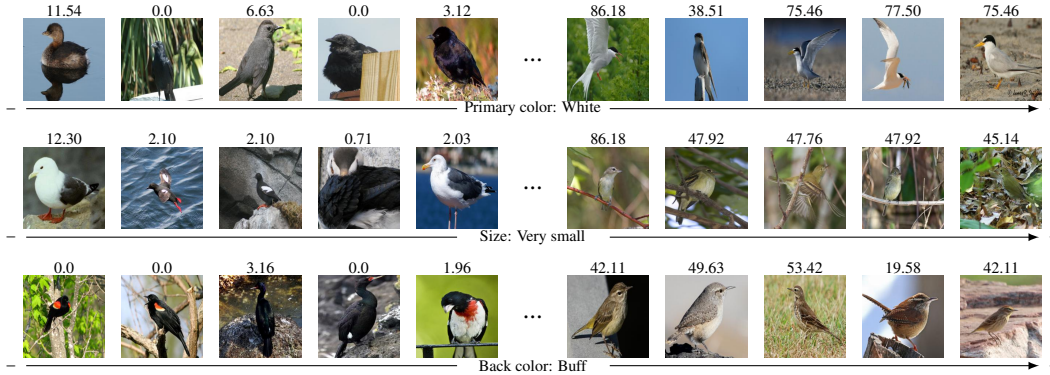 11.54 0.0 6.63 0.0 3.12 86.18 38.51 75.46 77.50 75.46
...
Primary color: White
12.30 2.10 2.10 0.71 2.03 86.18 47.92 47.76 47.92 45.14
...
Size: Very small
0.0 0.0 3.16 0.0 1.96 42.11 49.63 53.42 19.58 42.11
...
Back color: Buff